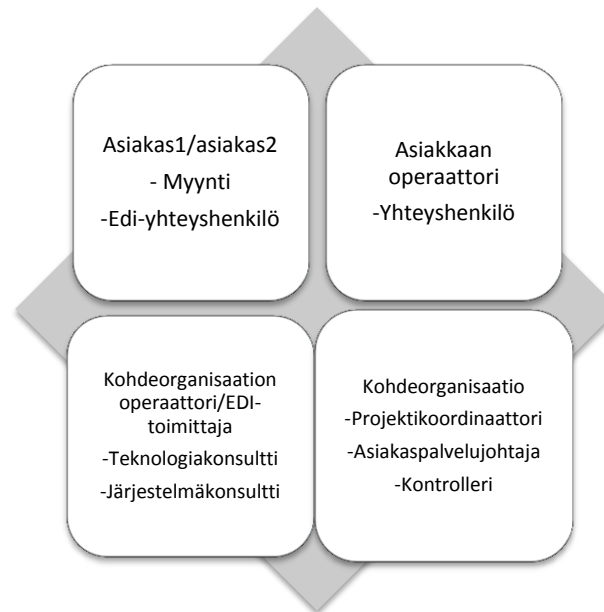 Asiakas1/asiakas2
- Myynti
-Edi-yhteyshenkilö
Asiakkaan
operaattori
-Yhteyshenkilö
Kohdeorganisaation
operaattori/EDI-
toimittaja
-Teknologiakonsultti
-Järjestelmäkonsultti
Kohdeorganisaatio
-Projektikoordinaattori
-Asiakaspalvelujohtaja
-Kontrolleri